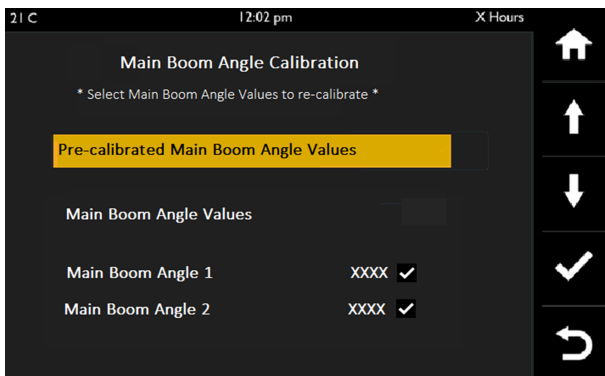 21 C 12:02 pm X Hours
Main Boom Angle Calibration
* Select Main Boom Angle Values to re-calibrate *
Pre-calibrated Main Boom Angle Values
Main Boom Angle Values
Main Boom Angle 1 XXXX
Main Boom Angle 2 XXXX